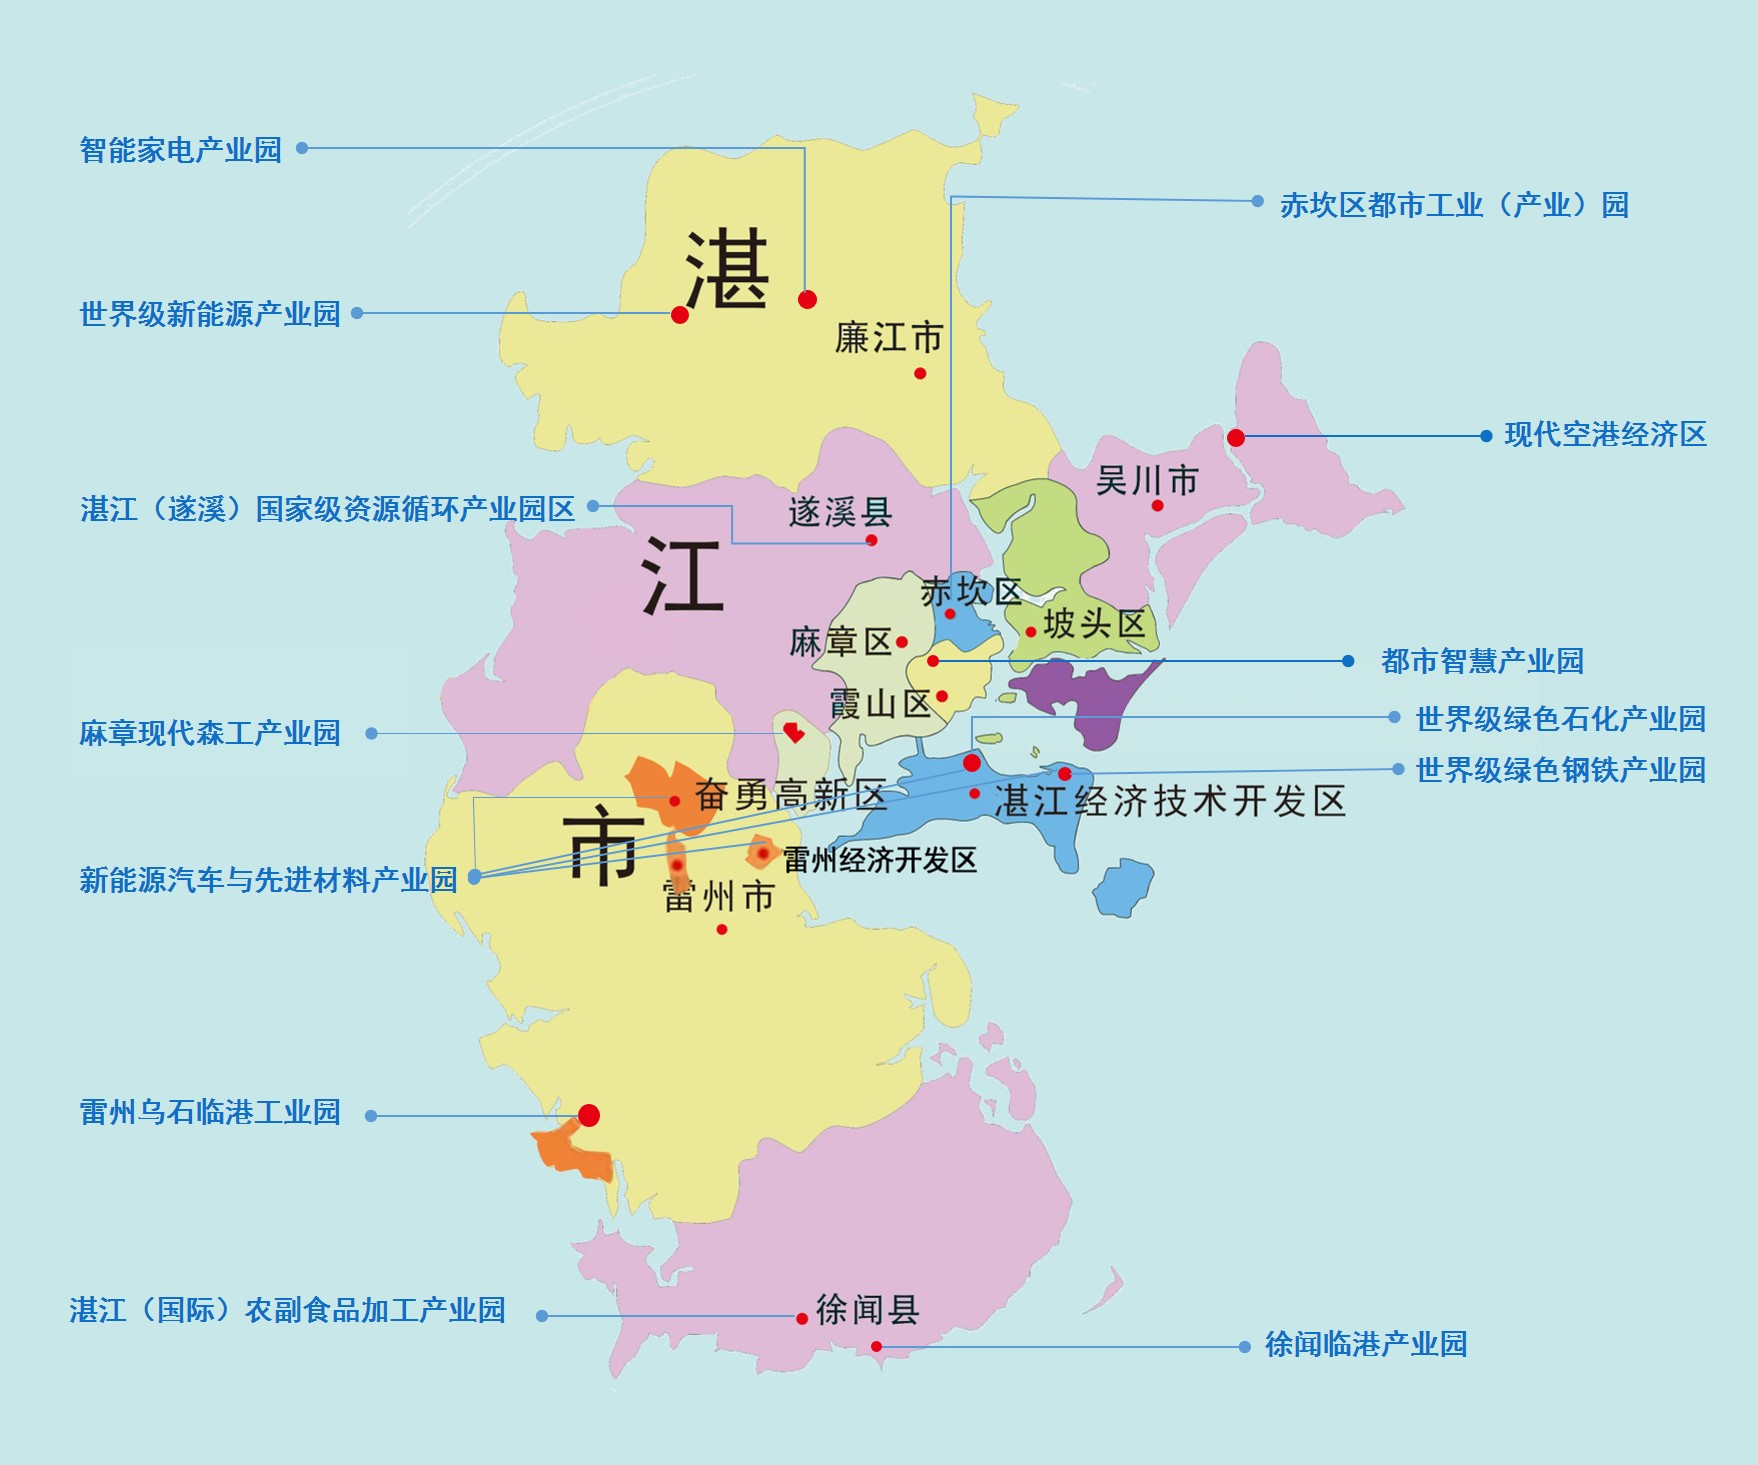 智能家电产业园
赤坎区都市工业（产业）园
湛
世界级新能源产业园
廉江市
现代空港经济区
吴川市
湛江（遂溪）国家级资源循环产业园区
遂溪县
江
赤坎区
坡头区
麻章区
都市智慧产业园
霞山区
世界级绿色石化产业园
麻章现代森工产业园
世界级绿色钢铁产业园
奋勇高新区
湛江经济技术开发区
市
雷州经济开发区
新能源汽车与先进材料产业园
雷州市
雷州乌石临港工业园
湛江（国际）农副食品加工产业园
徐闻县
徐闻临港产业园